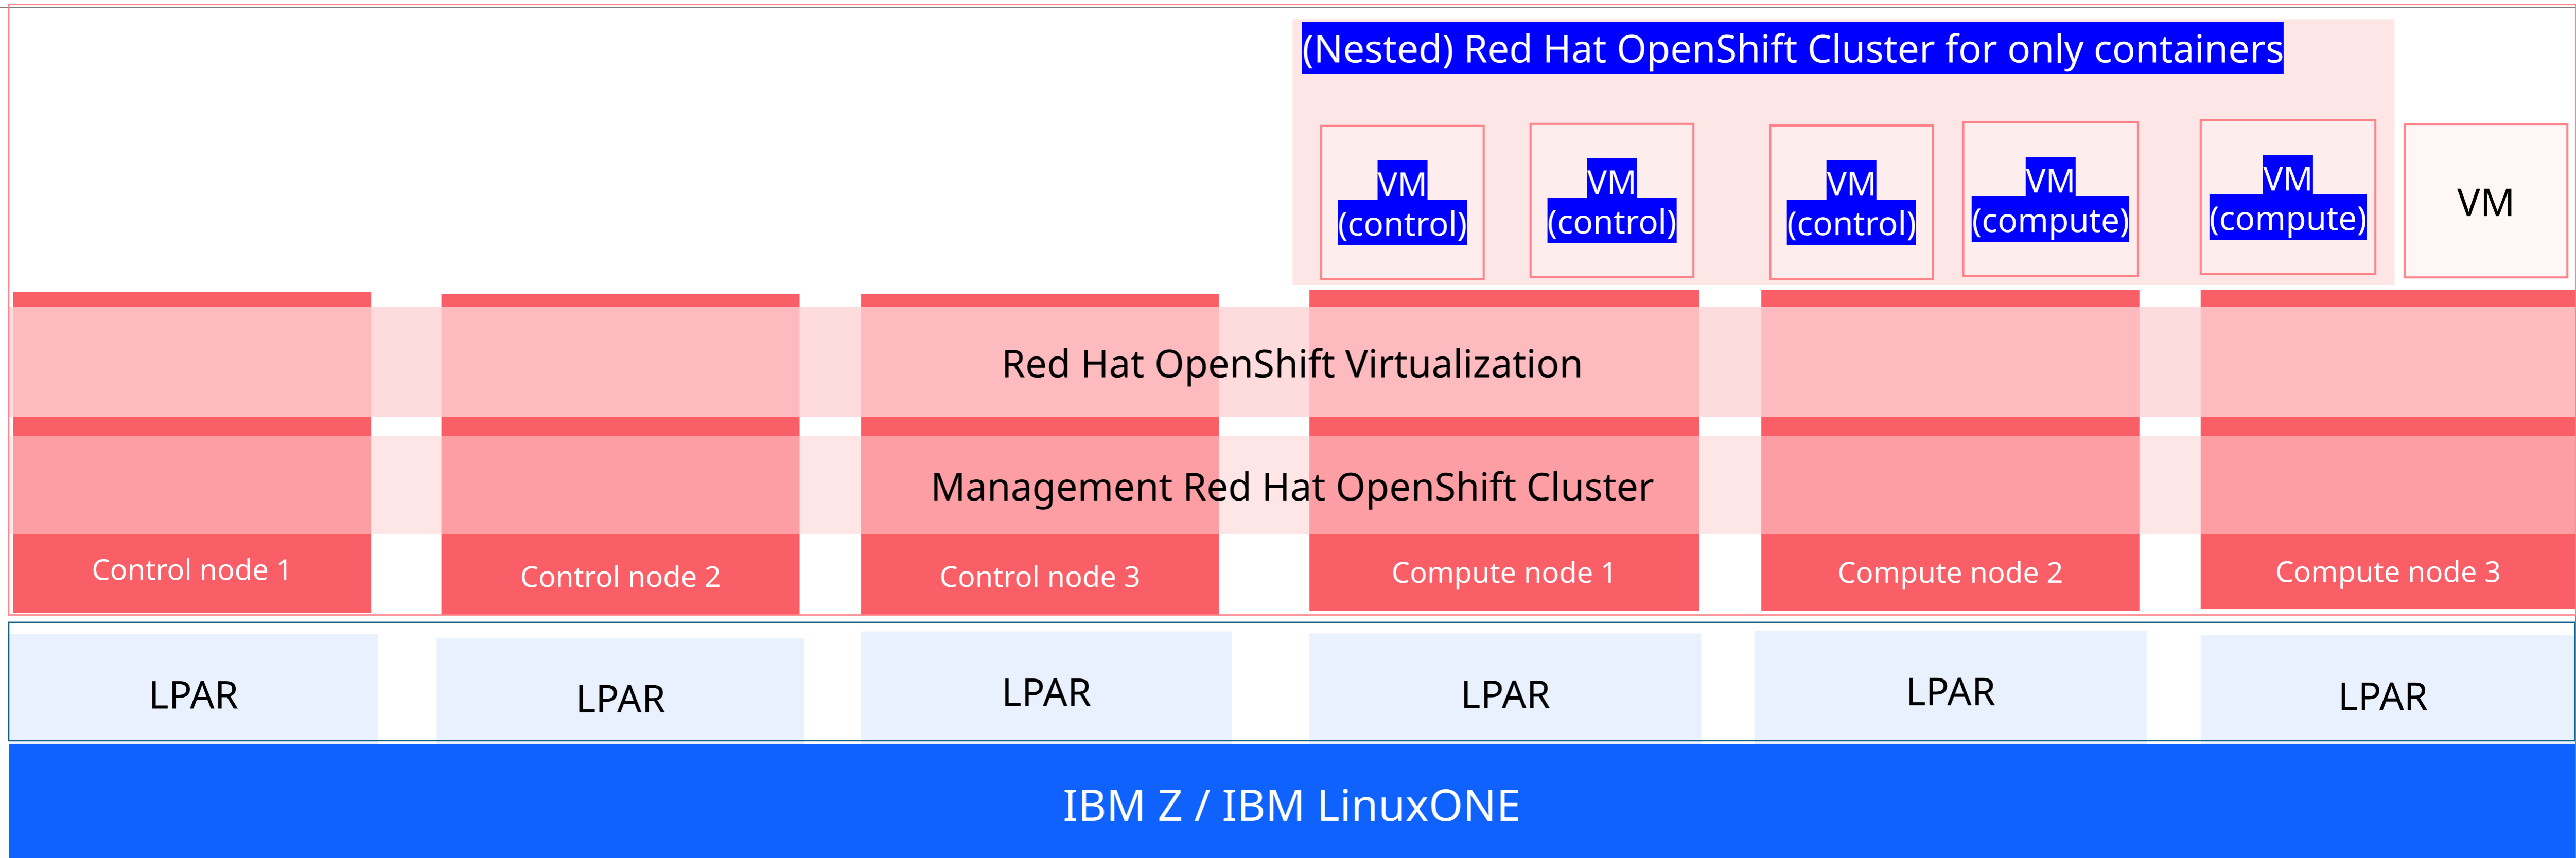 (Nested) Red Hat OpenShift Cluster for only containers
VM
(control)
VM
(control)
VM
(control)
VM
(compute)
VM
(compute)
VM
Red Hat OpenShift Virtualization
Management Red Hat OpenShift Cluster
Control node 1
Control node 2
Control node 3
Compute node 1
Compute node 2
Compute node 3
LPAR
LPAR
LPAR
LPAR
LPAR
LPAR
IBM Z / IBM LinuxONE